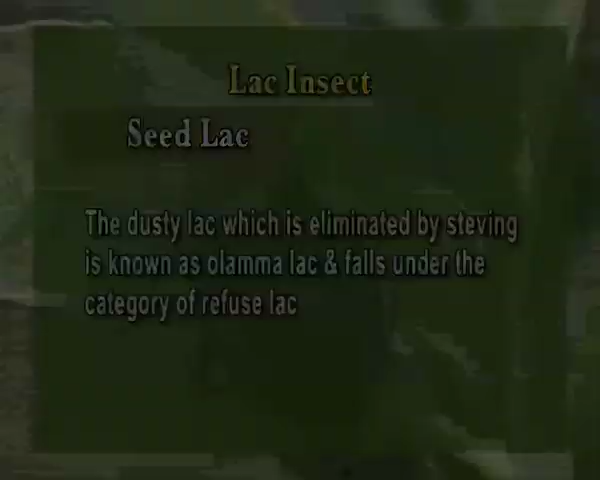 Lac Insect
Seed Lac
The dusty lac which is eliminated by steving
is known as olamma lac & falls under the
category of refuse lac